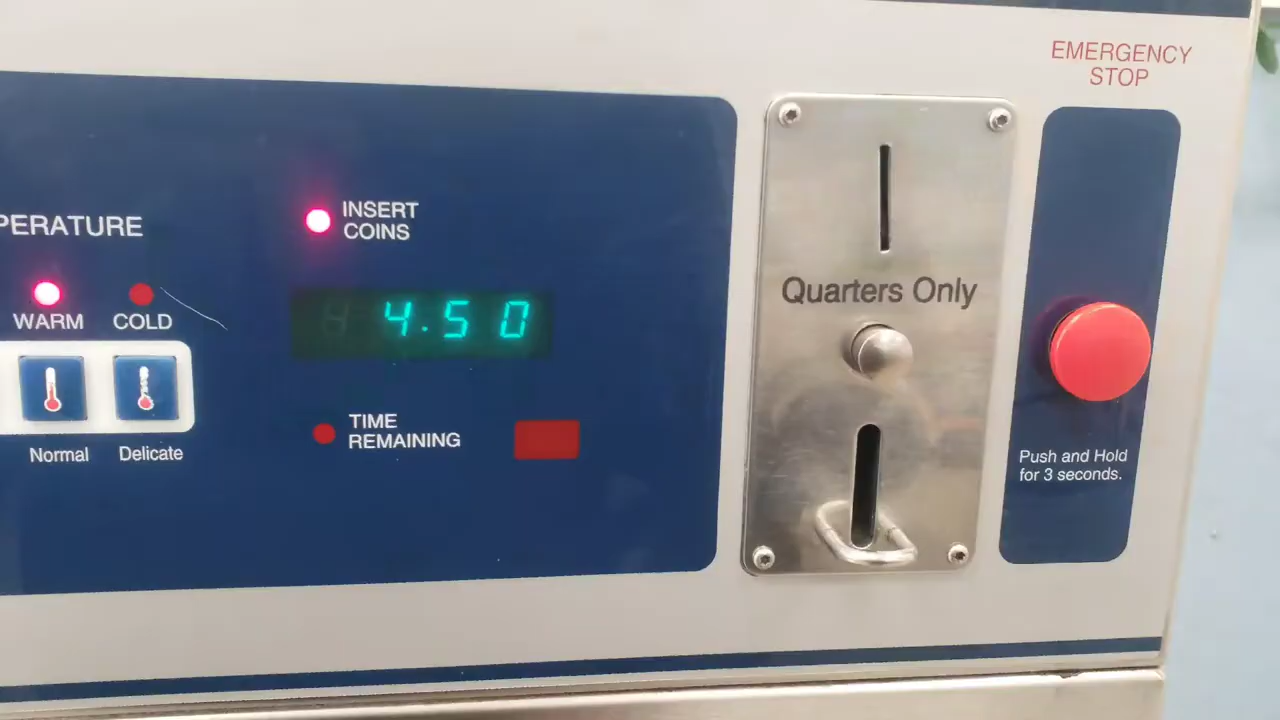 EMERGENCY
STOP
INSERT
COINS
PERATURE
WARM
COLD
4.50
Quarters Only
TIME
REMAINING
Normal
Delicate
Push and Hold
for 3 seconds.